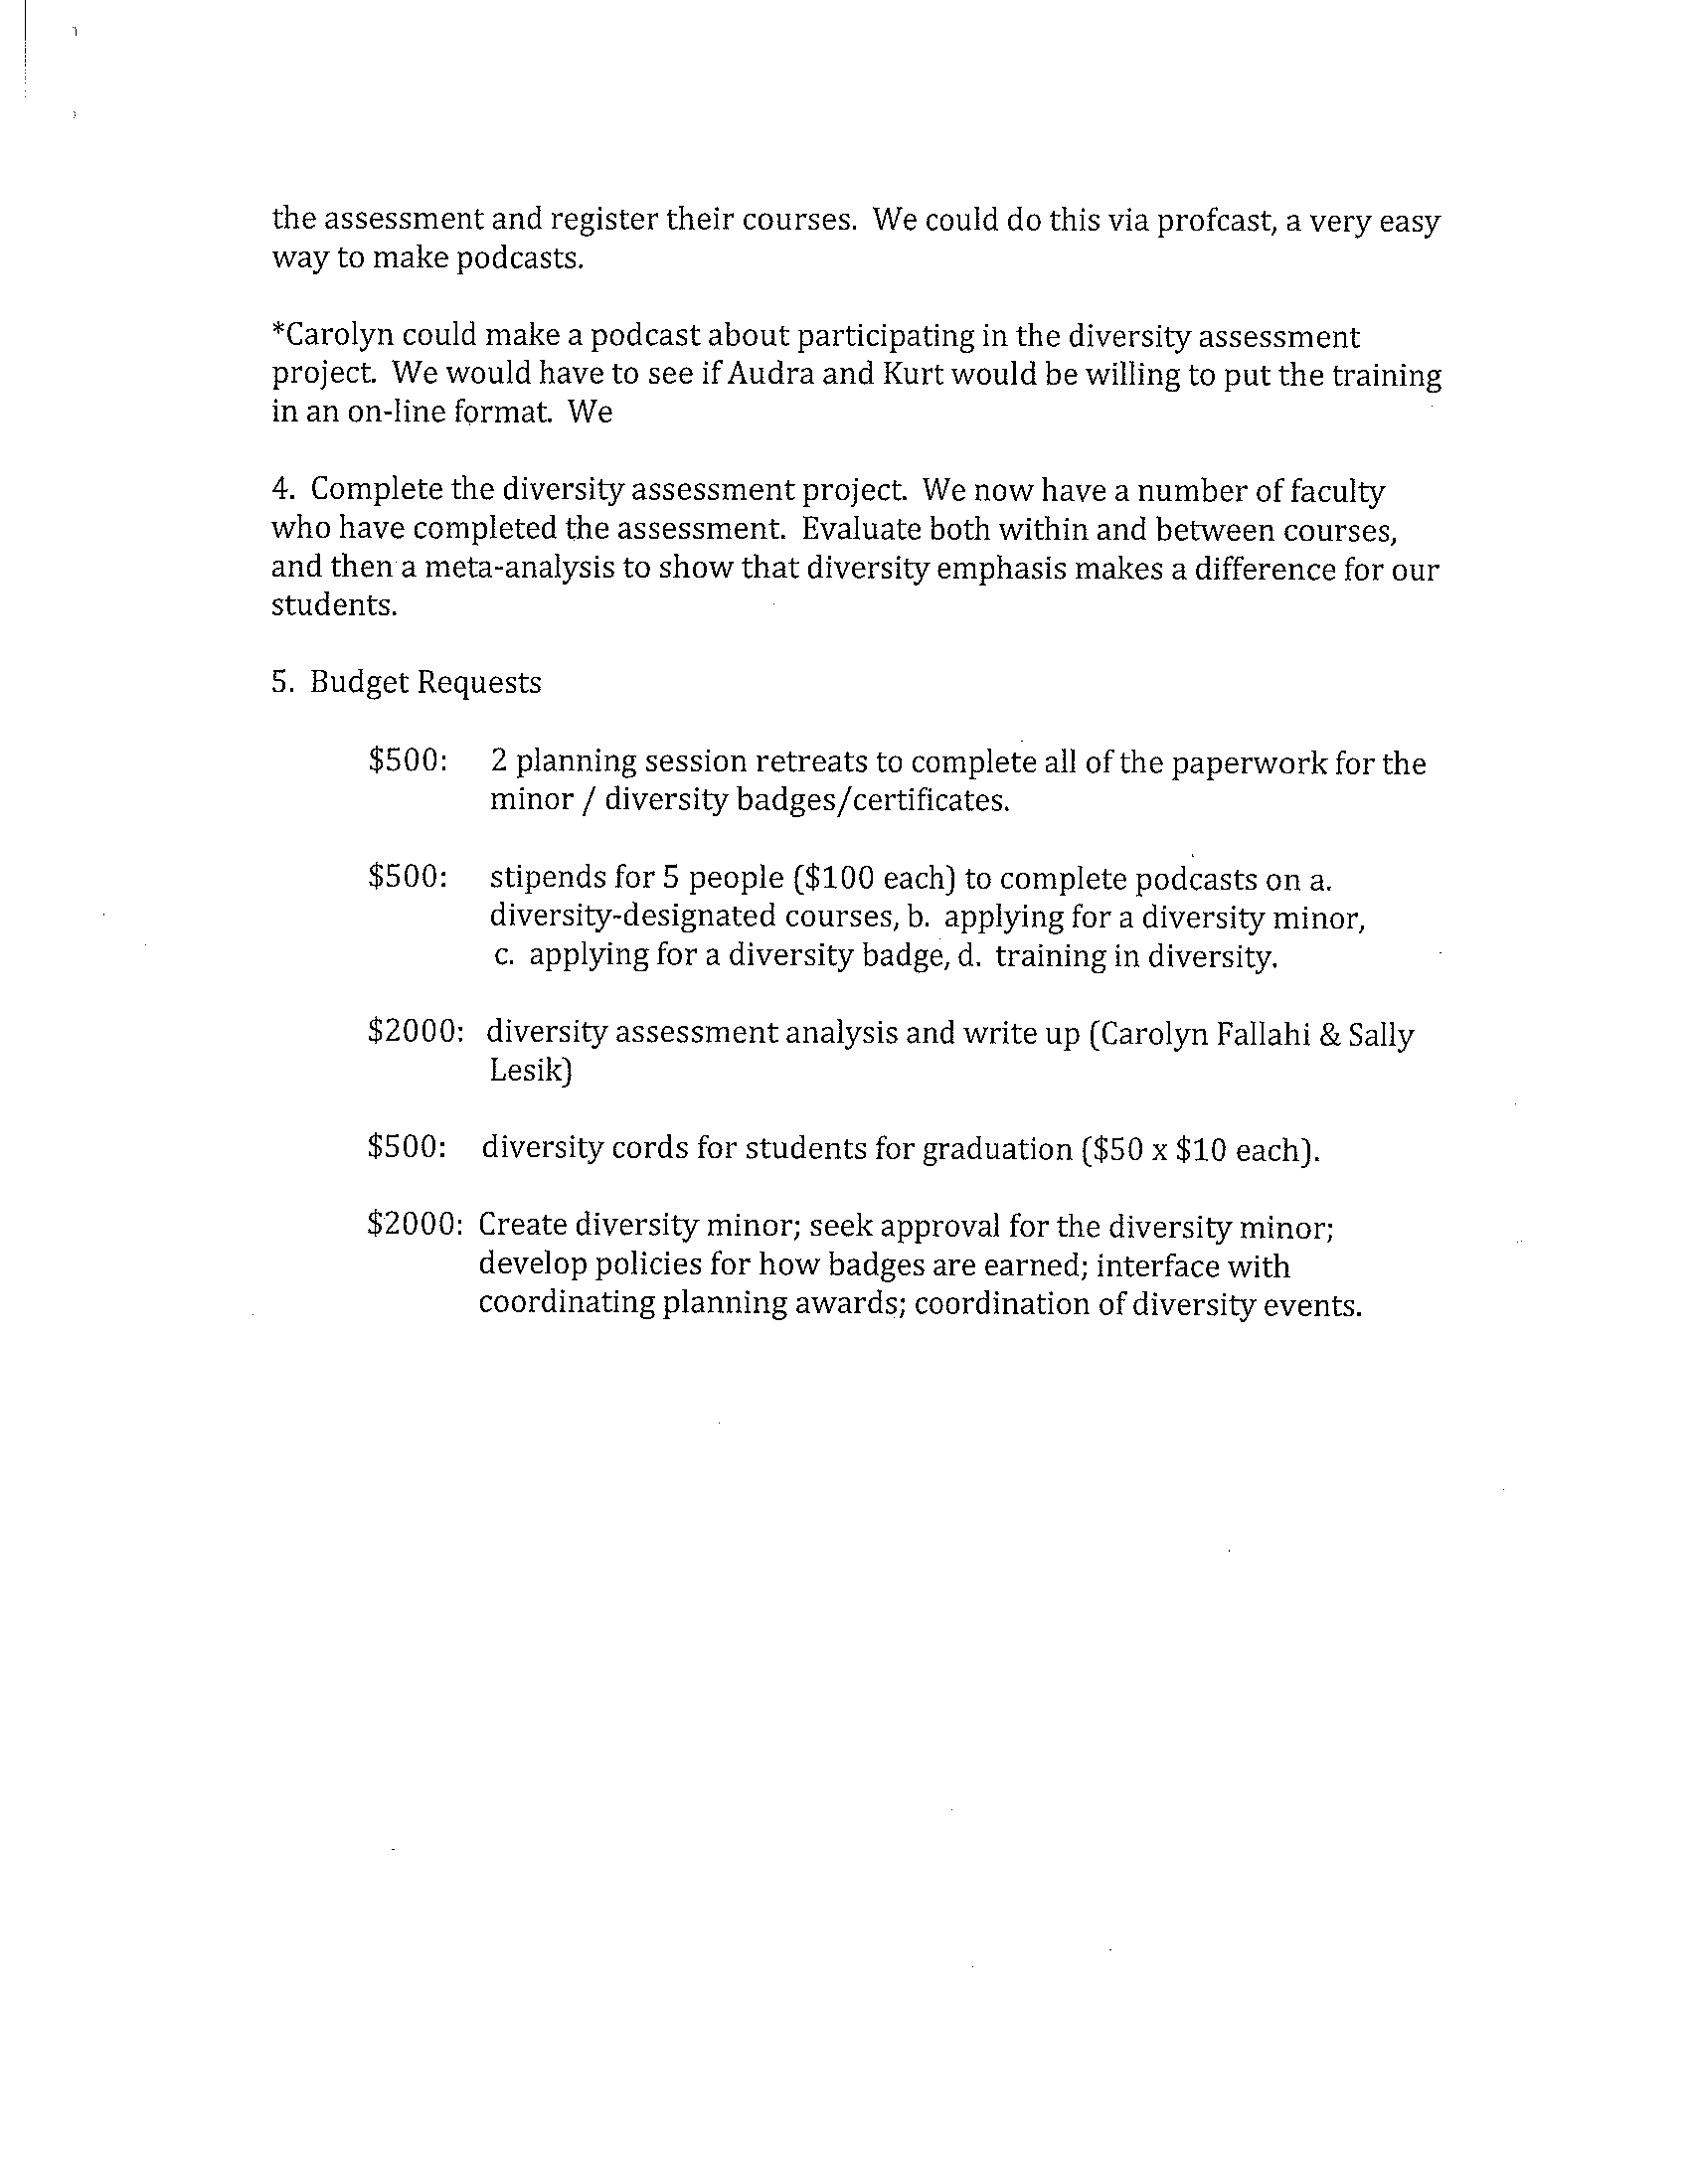 the assessment and register their courses.  We could do this via profcast, a very easy
way to make podcasts.
*Carolyn could make a podcast about participating in the diversity assessment
project.  We would have to see if Audra and Kurt would be willing to put the training
in an on-line format.  We
4.  Complete the diversity assessment project.  We now have a number of faculty
who have completed the assessment.  Evaluate both within and between courses,
and then a meta-analysis to show that diversity emphasis makes a difference for our
students.
5.  Budget Requests
$500:    2 planning session retreats to complete all of the paperwork for the
minor / diversity badges/certificates.
$500:    stipends for 5 people ($100 each) to complete podcasts on a.
diversity-designated courses, b.  applying for a diversity minor,
c.  applying for a diversity badge, d.  training in diversity.
$2000:  diversity assessment analysis and write up (Carolyn Fallahi & Sally
Lesik)
$500:    diversity cords for students for graduation ($50 x $10 each).
$2000:  Create diversity minor; seek approval for the diversity minor;
develop policies for how badges are earned; interface with
coordinating planning awards; coordination of diversity events.